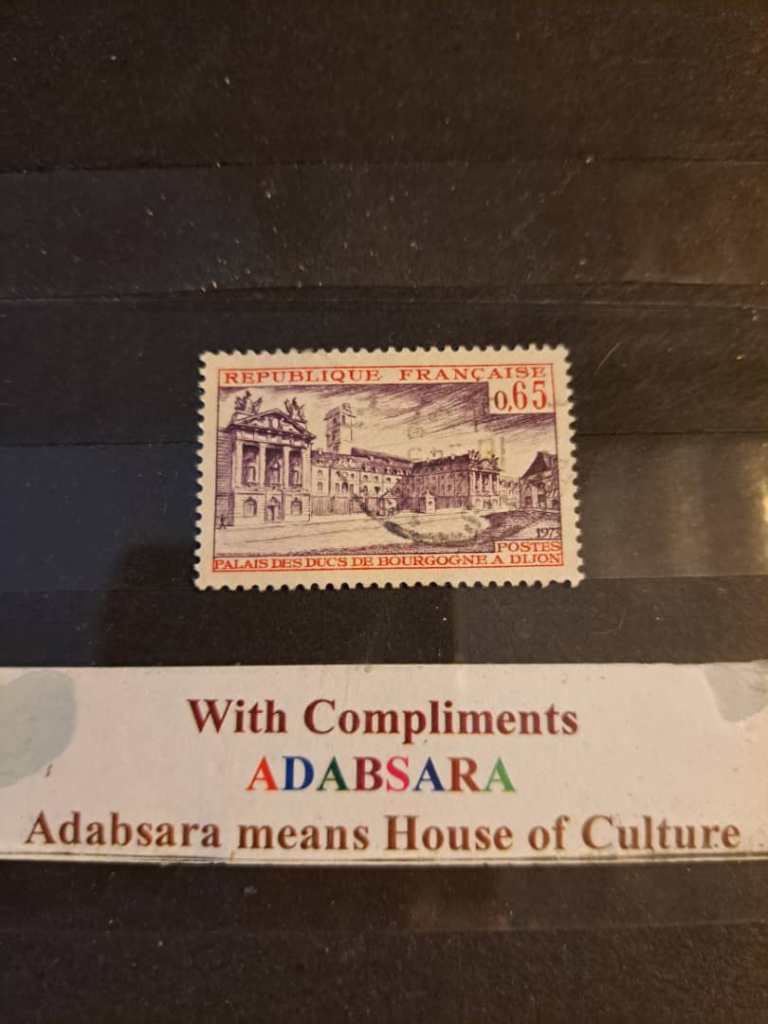 REPUBLIQUE FRANÇAISE
0,65
1973
POSTES
PALAIS DES DUCS DE BOURGOGNE A DIJON
With Compliments
ADABSARA
Adabsara means House of Culture